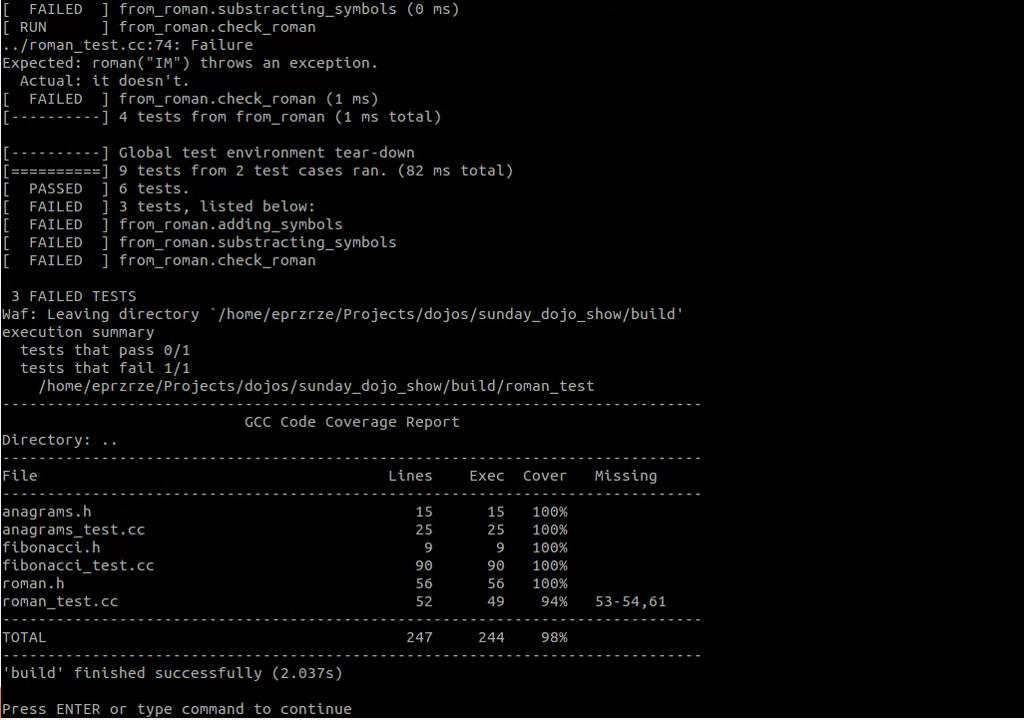 [  FAILED  ] from_roman.substracting_symbols (0 ms)
[ RUN      ] from_roman.check_roman
../roman_test.cc:74: Failure
Expected: roman("IM") throws an exception.
  Actual: it doesn't.
[  FAILED  ] from_roman.check_roman (1 ms)
[----------] 4 tests from from_roman (1 ms total)

[----------] Global test environment tear-down
[==========] 9 tests from 2 test cases ran. (82 ms total)
[  PASSED  ] 6 tests.
[  FAILED  ] 3 tests, listed below:
[  FAILED  ] from_roman.adding_symbols
[  FAILED  ] from_roman.substracting_symbols
[  FAILED  ] from_roman.check_roman

 3 FAILED TESTS
Waf: Leaving directory `/home/eprzrze/Projects/dojos/sunday_dojo_show/build'
execution summary
  tests that pass 0/1
  tests that fail 1/1
    /home/eprzrze/Projects/dojos/sunday_dojo_show/build/roman_test
------------------------------------------------------------------------------
                           GCC Code Coverage Report
Directory: ..
------------------------------------------------------------------------------
File                                       Lines    Exec  Cover   Missing
------------------------------------------------------------------------------
anagrams.h                                    15      15   100%
anagrams_test.cc                              25      25   100%
fibonacci.h                                    9       9   100%
fibonacci_test.cc                             90      90   100%
roman.h                                       56      56   100%
roman_test.cc                                 52      49    94%   53-54,61
------------------------------------------------------------------------------
TOTAL                                        247     244    98%
------------------------------------------------------------------------------
'build' finished successfully (2.037s)

Press ENTER or type command to continue